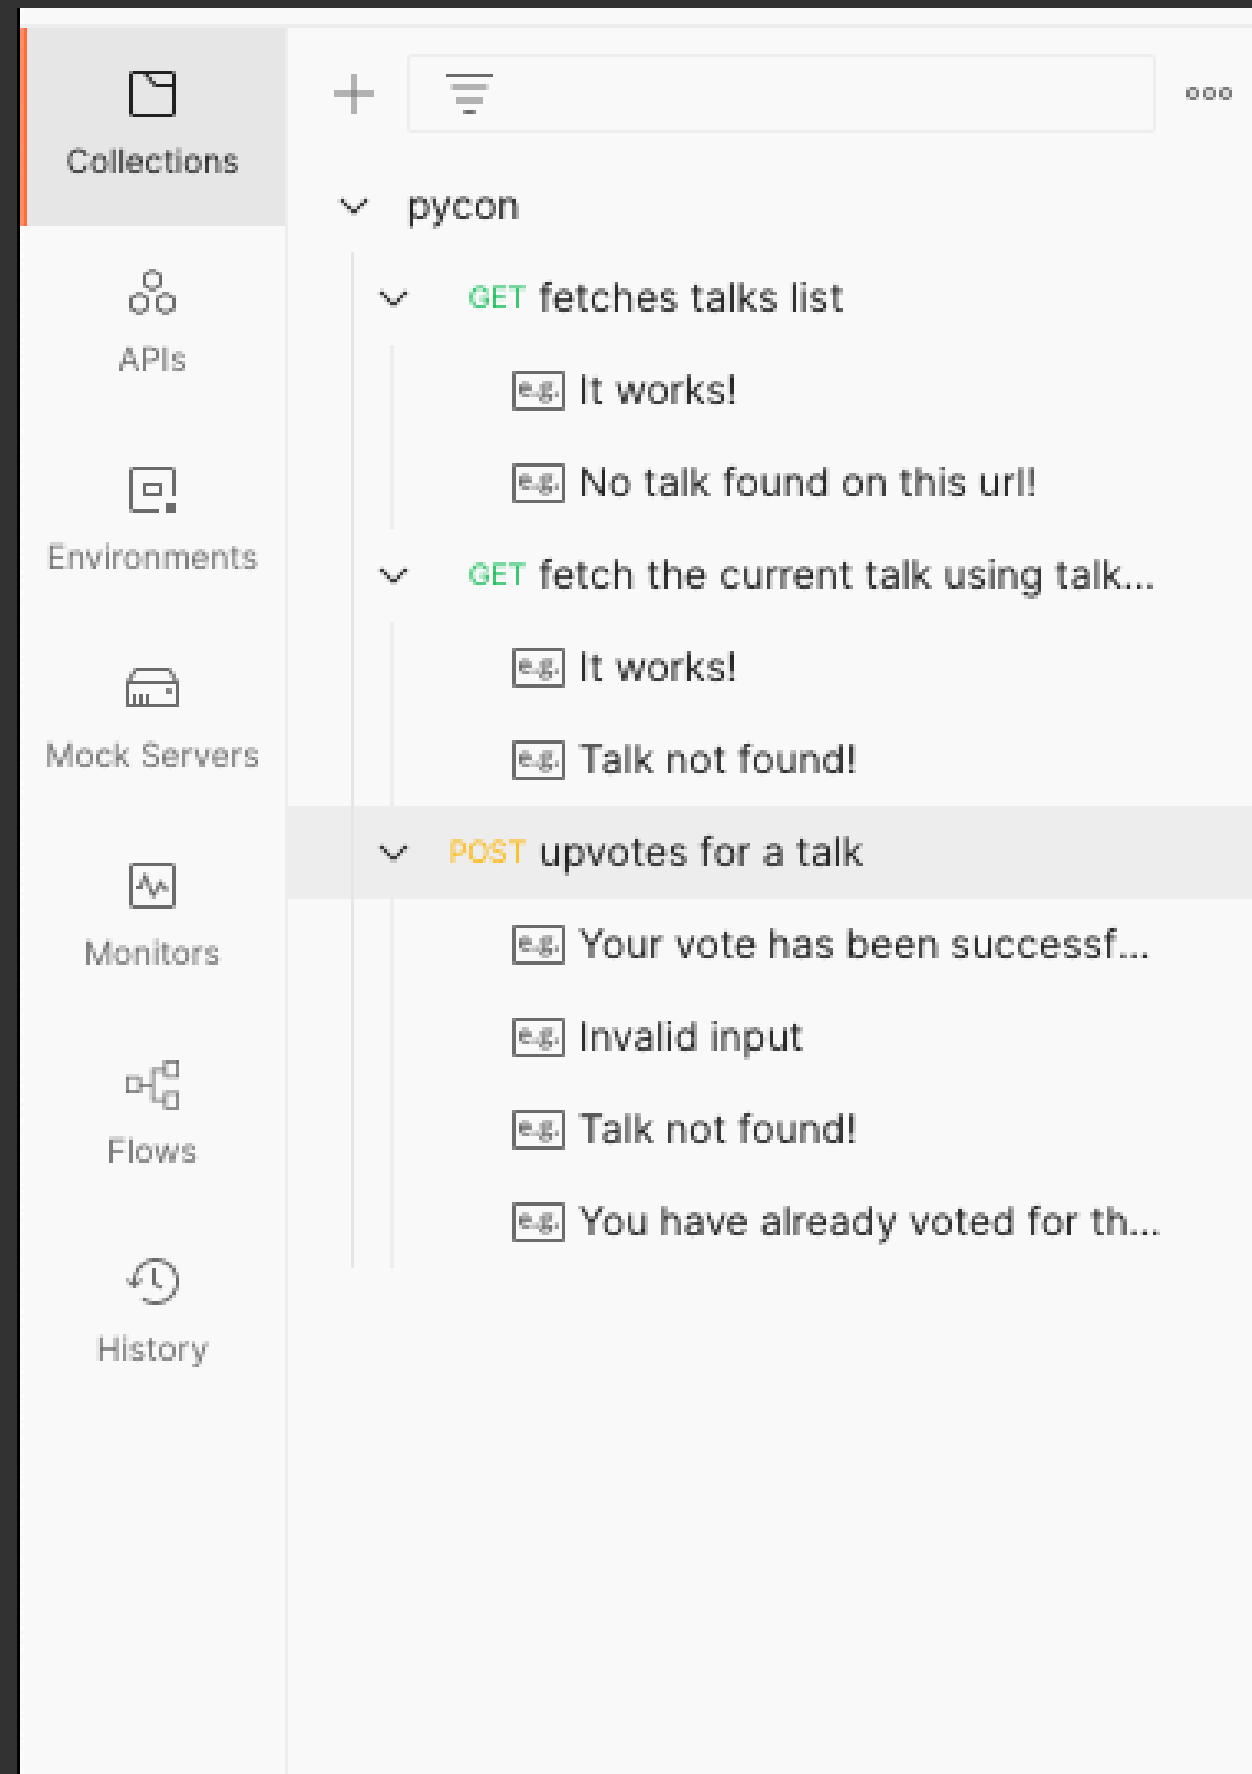 Collections
APIs
Environments
Mock Servers
Monitors
Flows
History
pycon
GET fetches talks list
e.g. It works!
e.g. No talk found on this url!
GET fetch the current talk using talk...
e.g. It works!
e.g. Talk not found!
POST upvotes for a talk
e.g. Your vote has been successf...
e.g. Invalid input
e.g. Talk not found!
e.g. You have already voted for th...